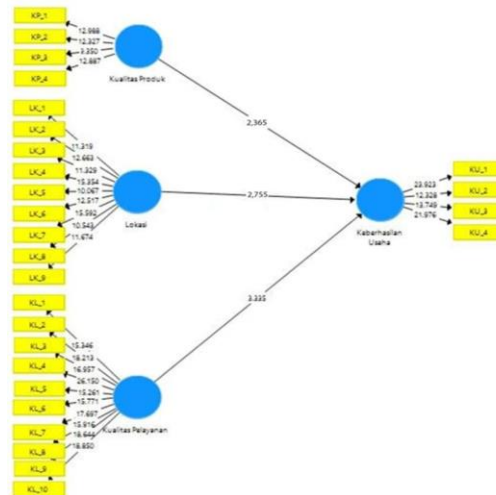 KP_1
KP_2
KP_3
KP_4
12.988
12.327
3.350
12.887
Kualitas Produk
2,365
LK_1
LK_2
LK_3
LK_4
LK_5
LK_6
LK_7
LK_8
LK_9
11.319
12.663
11.329
15.354
10.067
12.517
15.592
10.543
11.674
Lokasi
2,755
KU_1
KU_2
KU_3
KU_4
23.923
12.328
13.749
21.976
Keberhasilan
Usaha
3.335
KL_1
KL_2
KL_3
KL_4
KL_5
KL_6
KL_7
KL_8
KL_9
KL_10
15.346
18.213
16.957
26.150
15.261
15.771
17.687
15.916
18.644
18.850
Kualitas Pelayanan